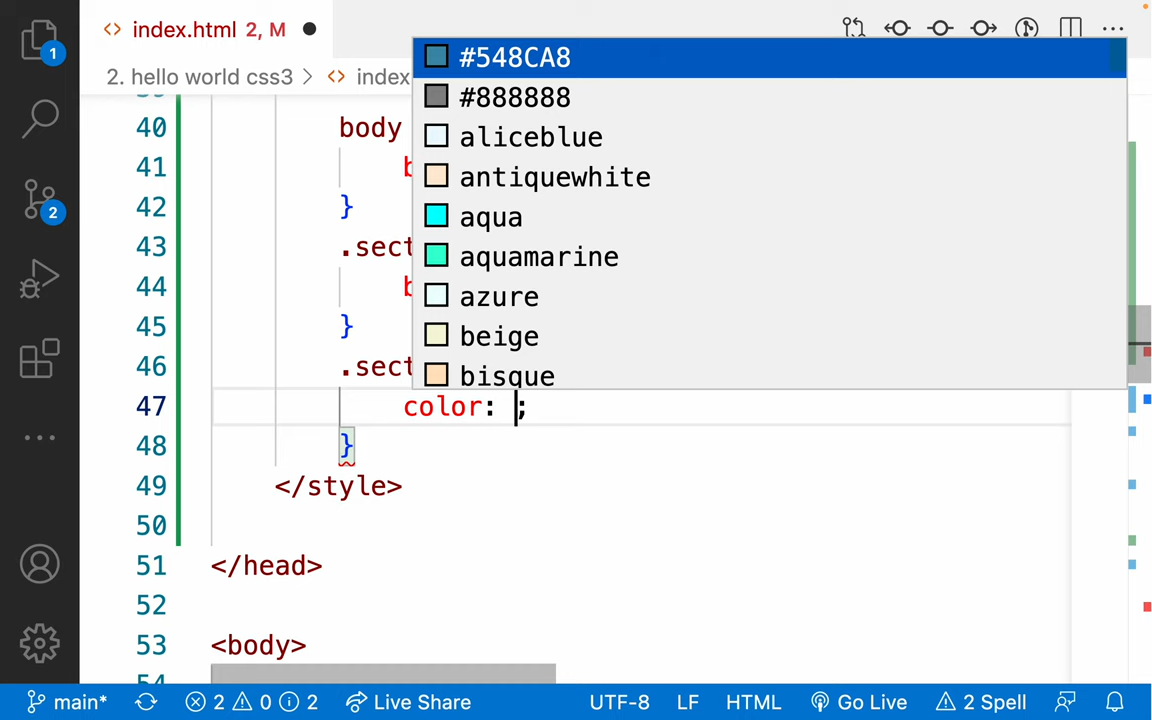 index.html 2, M
2. hello world css3 > <> index
#548CA8
#888888
aliceblue
antiquewhite
aqua
aquamarine
azure
beige
bisque
40 body
41 b
42 }
43 .sect
44 b
45 }
46 .sect
47 color: ;
48 }
49 </style>
50
51 </head>
52
53 <body>
1
2
main* 2 0 2 Live Share UTF-8 LF HTML Go Live 2 Spell